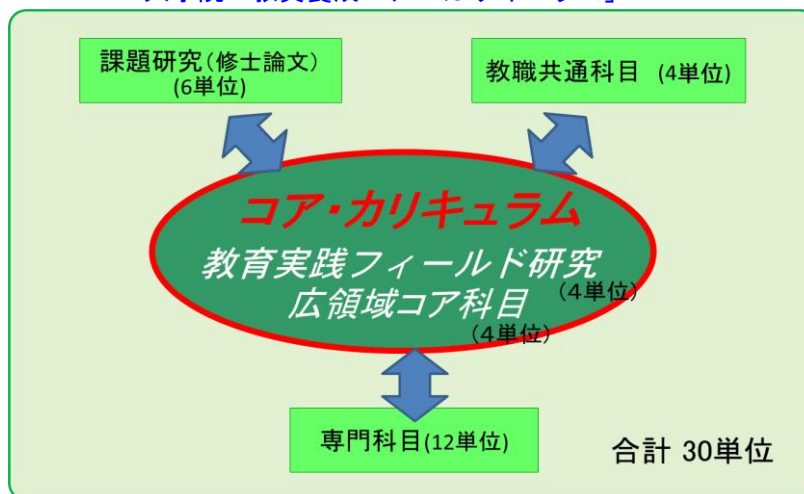 課題研究(修士論文)
(6単位)
教職共通科目 (4単位)
コア・カリキュラム
教育実践フィールド研究
(4単位)
広領域コア科目
(4単位)
専門科目(12単位)
合計 30単位